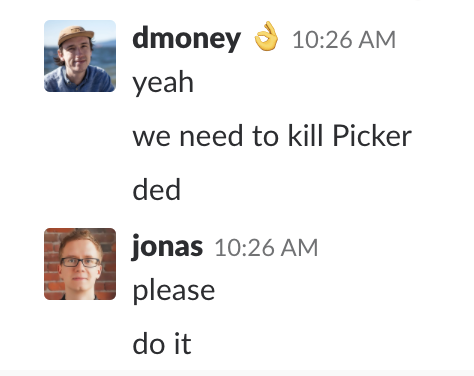 dmoney 👌 10:26 AM
yeah
we need to kill Picker
ded
jonas 10:26 AM
please
do it